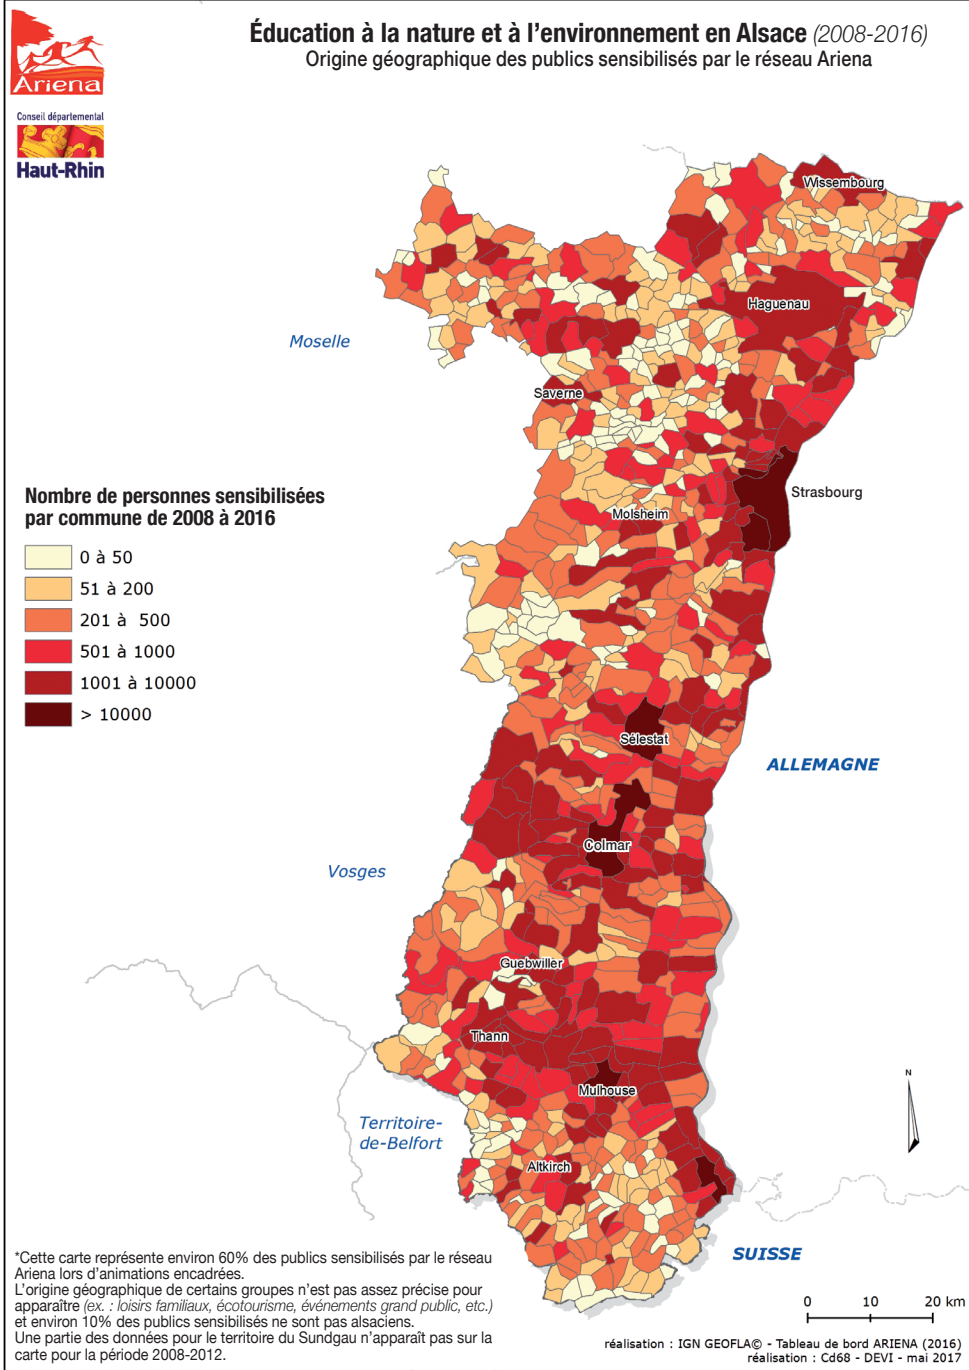 Éducation à la nature et à l'environnement en Alsace (2008-2016)
Origine géographique des publics sensibilisés par le réseau Ariena
Ariena
Conseil départemental
Haut-Rhin
Wissembourg
Haguenau
Moselle
Saverne
Nombre de personnes sensibilisées
par commune de 2008 à 2016
0 à 50
51 à 200
201 à 500
501 à 1000
1001 à 10000
> 10000
Strasbourg
Molsheim
Sélestat
ALLEMAGNE
Colmar
Vosges
Guebwiller
Thann
Mulhouse
N
Territoire-
de-Belfort
Altkirch
SUISSE
*Cette carte représente environ 60% des publics sensibilisés par le réseau
Ariena lors d'animations encadrées.
L'origine géographique de certains groupes n'est pas assez précise pour
apparaître (ex. : loisirs familiaux, écotourisme, événements grand public, etc.)
et environ 10% des publics sensibilisés ne sont pas alsaciens.
Une partie des données pour le territoire du Sundgau n'apparaît pas sur la
carte pour la période 2008-2012.
0 10 20 km
réalisation : IGN GEOFLA© - Tableau de bord ARIENA (2016)
réalisation : Cd68 - DEVI - mai 2017